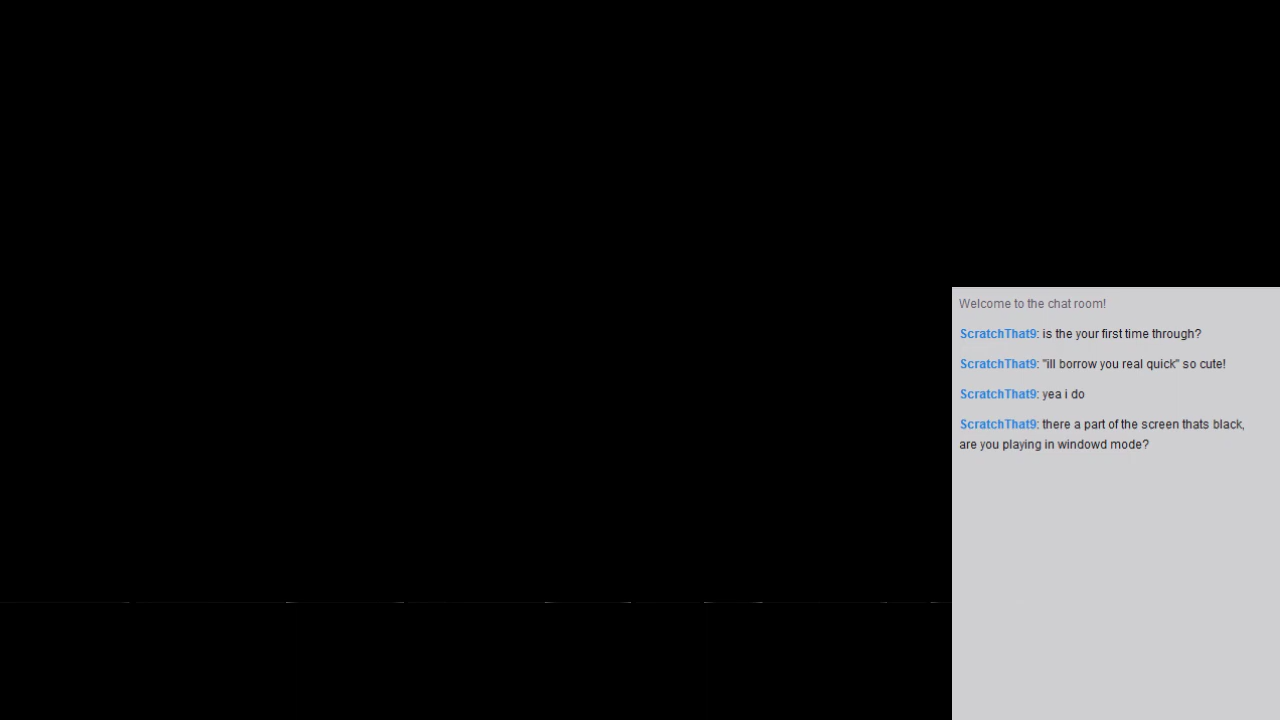 Welcome to the chat room!
ScratchThat9: is the your first time through?
ScratchThat9: "ill borrow you real quick" so cute!
ScratchThat9: yea i do
ScratchThat9: there a part of the screen thats black,
are you playing in windowd mode?